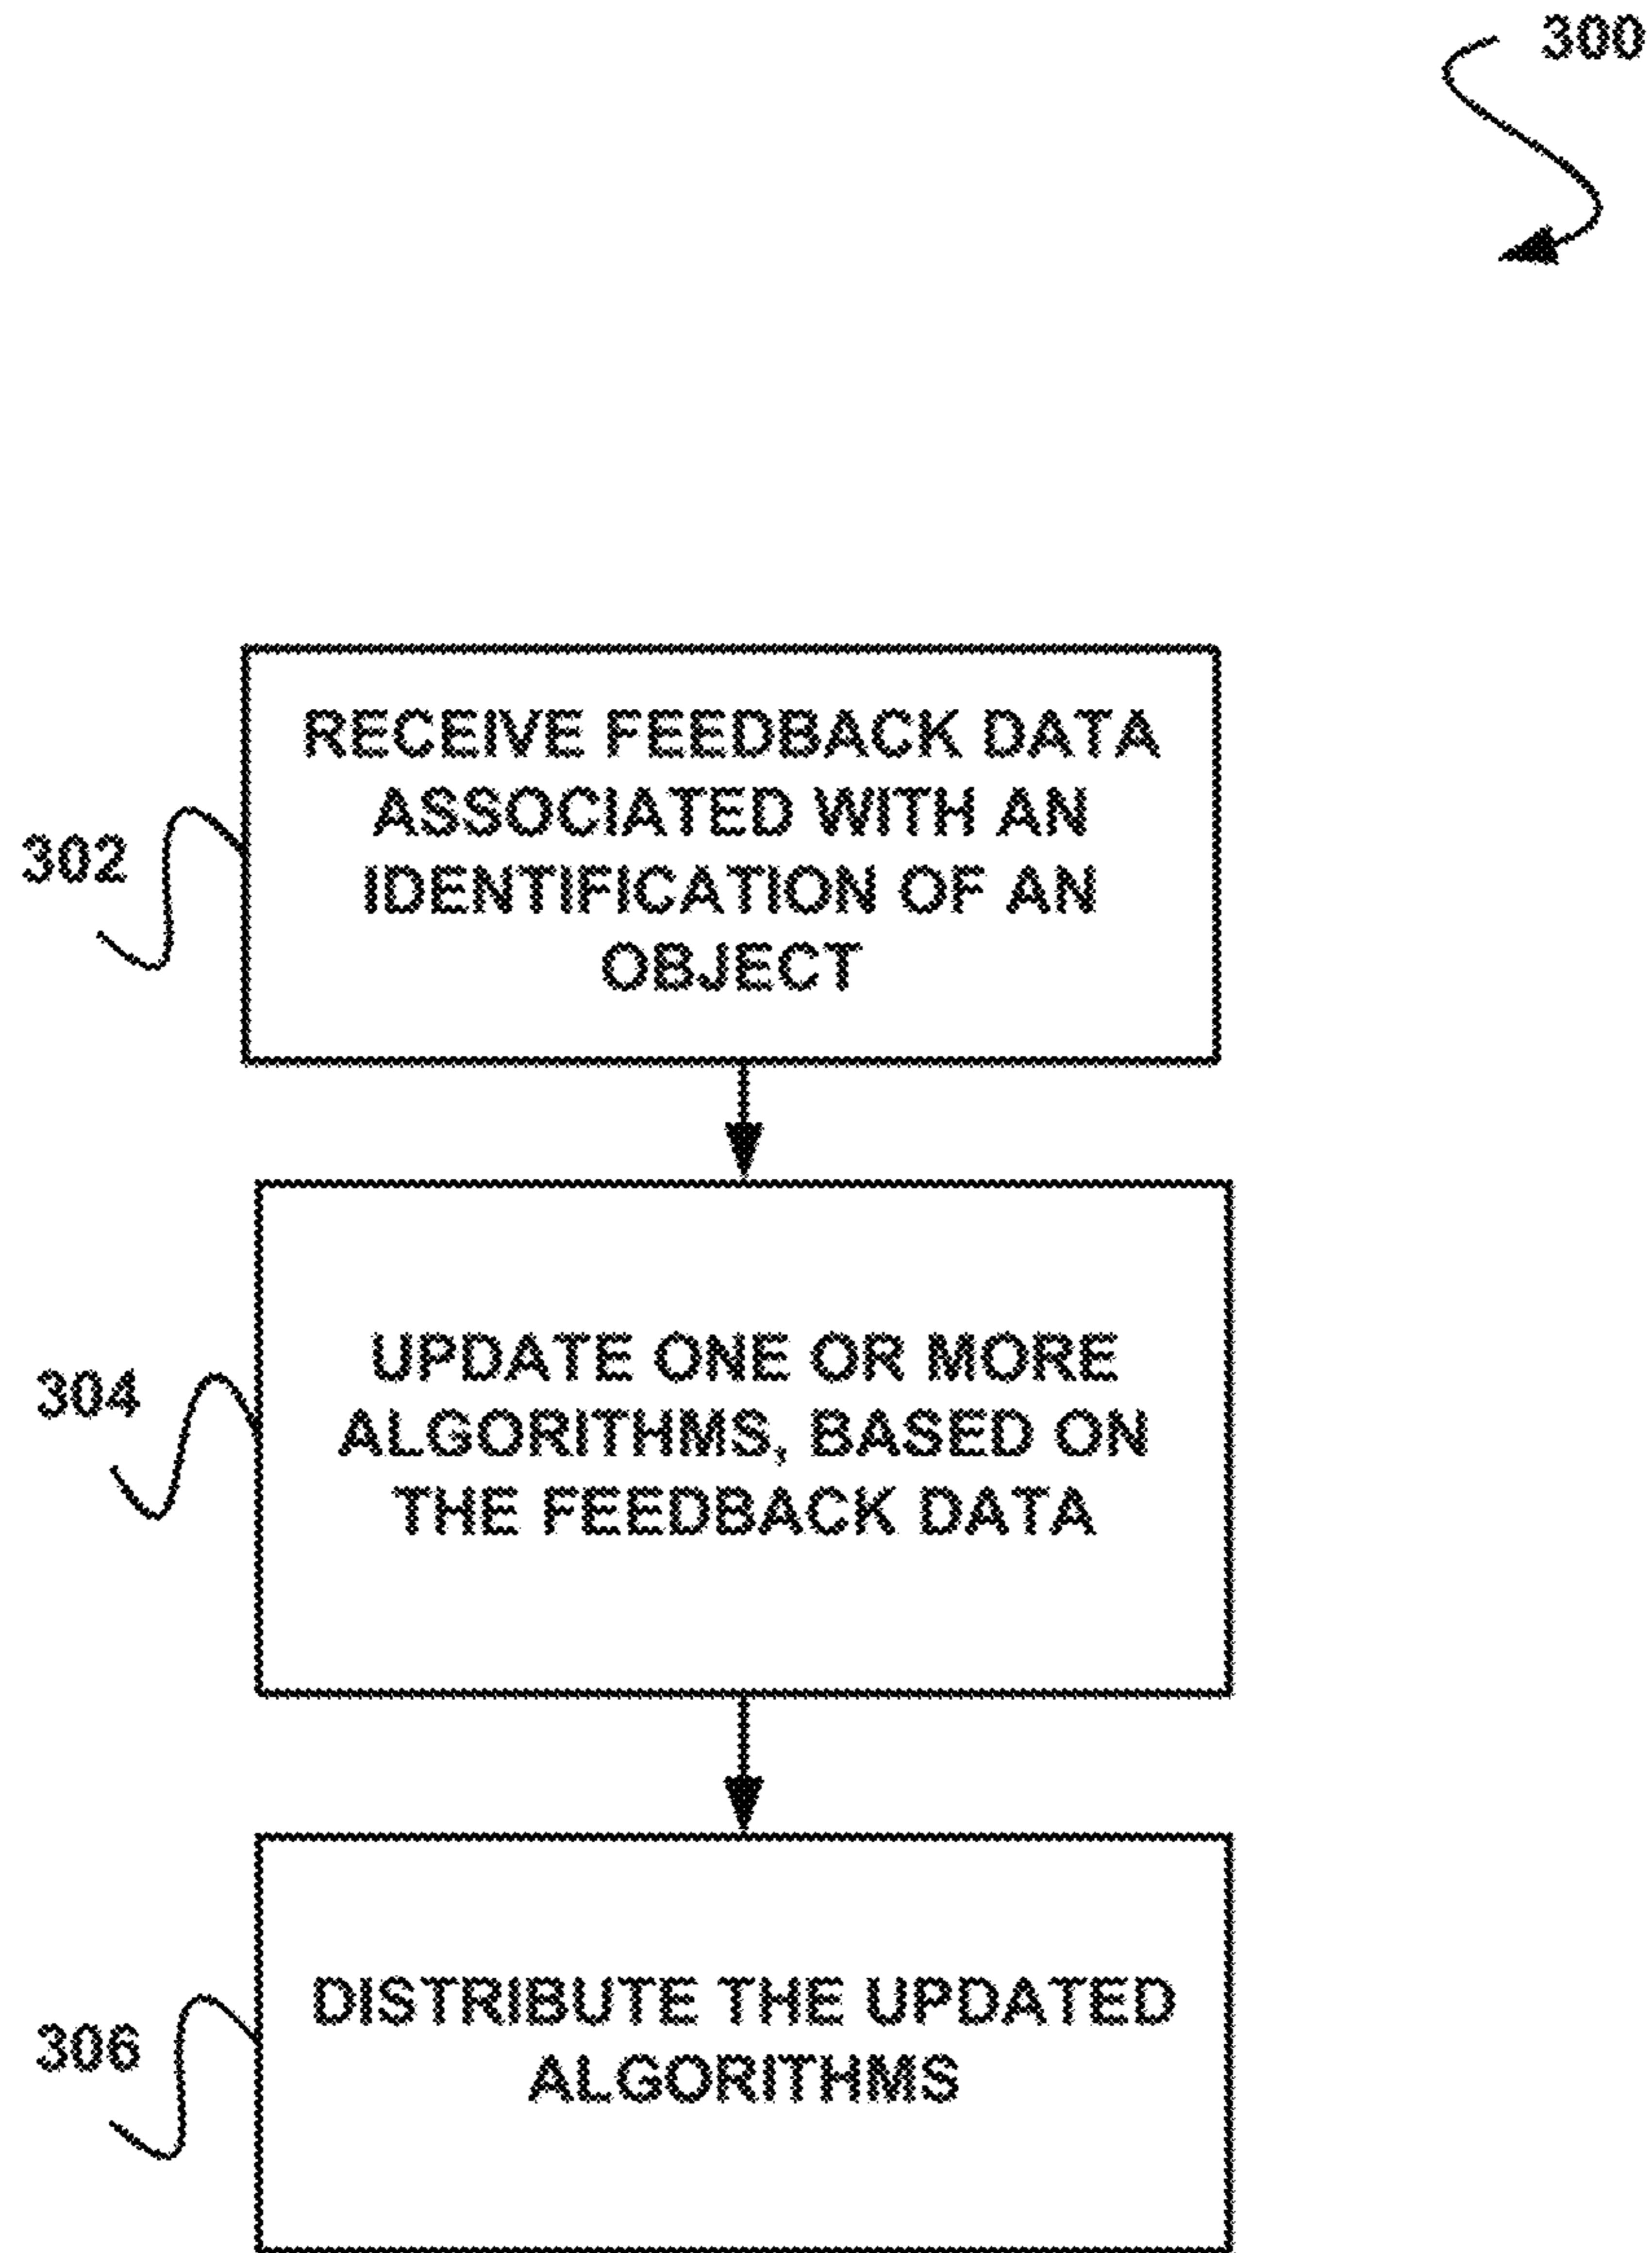 300
RECEIVE FEEDBACK DATA
ASSOCIATED WITH AN
IDENTIFICATION OF AN
OBJECT
302
UPDATE ONE OR MORE
ALGORITHMS, BASED ON
THE FEEDBACK DATA
304
DISTRIBUTE THE UPDATED
ALGORITHMS
306